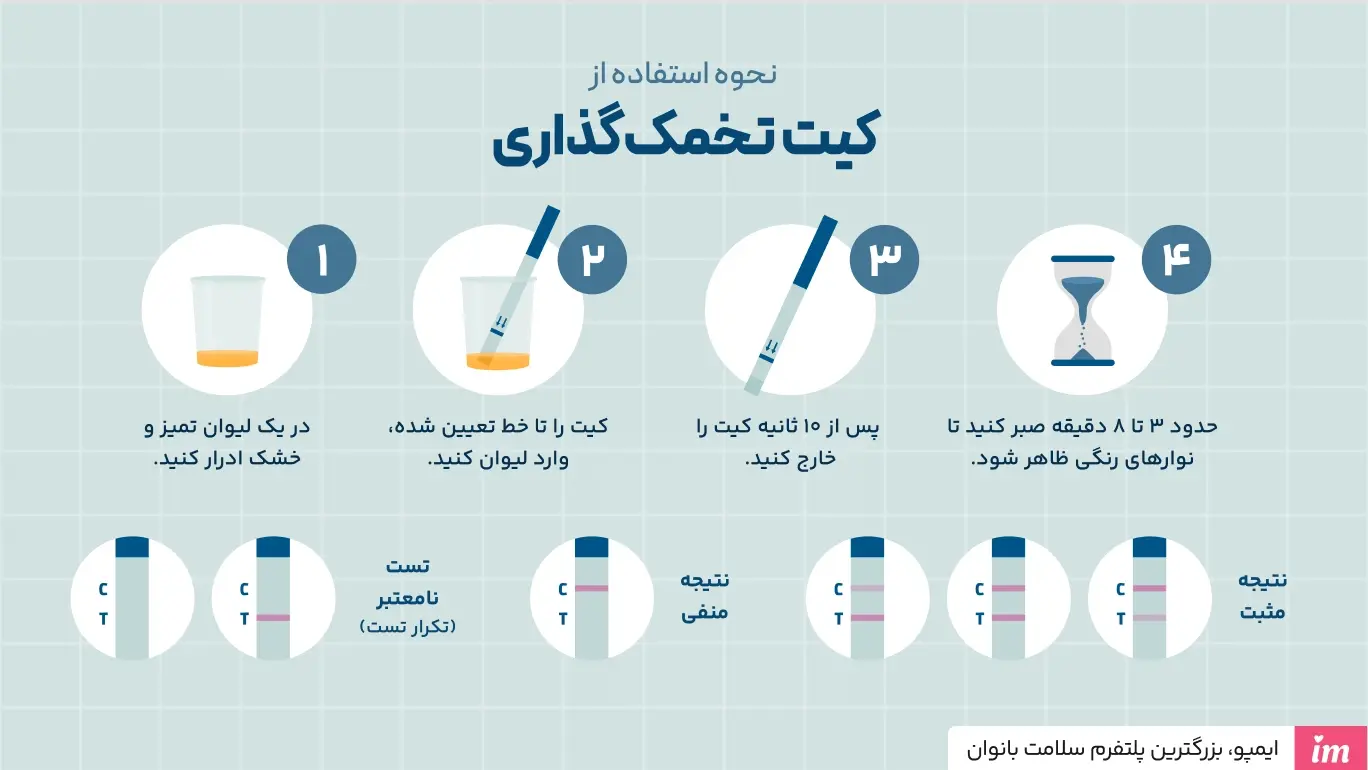 نحوه استفاده از
کیت تخمک‌گذاری
۱
در یک لیوان تمیز و
خشک ادرار کنید.
۲
کیت را تا خط تعیین شده،
وارد لیوان کنید.
۳
پس از ۱۰ ثانیه کیت را
خارج کنید.
۴
حدود ۳ تا ۸ دقیقه صبر کنید تا
نوارهای رنگی ظاهر شود.
نتیجه
مثبت
C
T
C
T
C
T
نتیجه
منفی
C
T
تست
نامعتبر
(تکرار تست)
C
T
C
T
im
ایمپو، بزرگترین پلتفرم سلامت بانوان